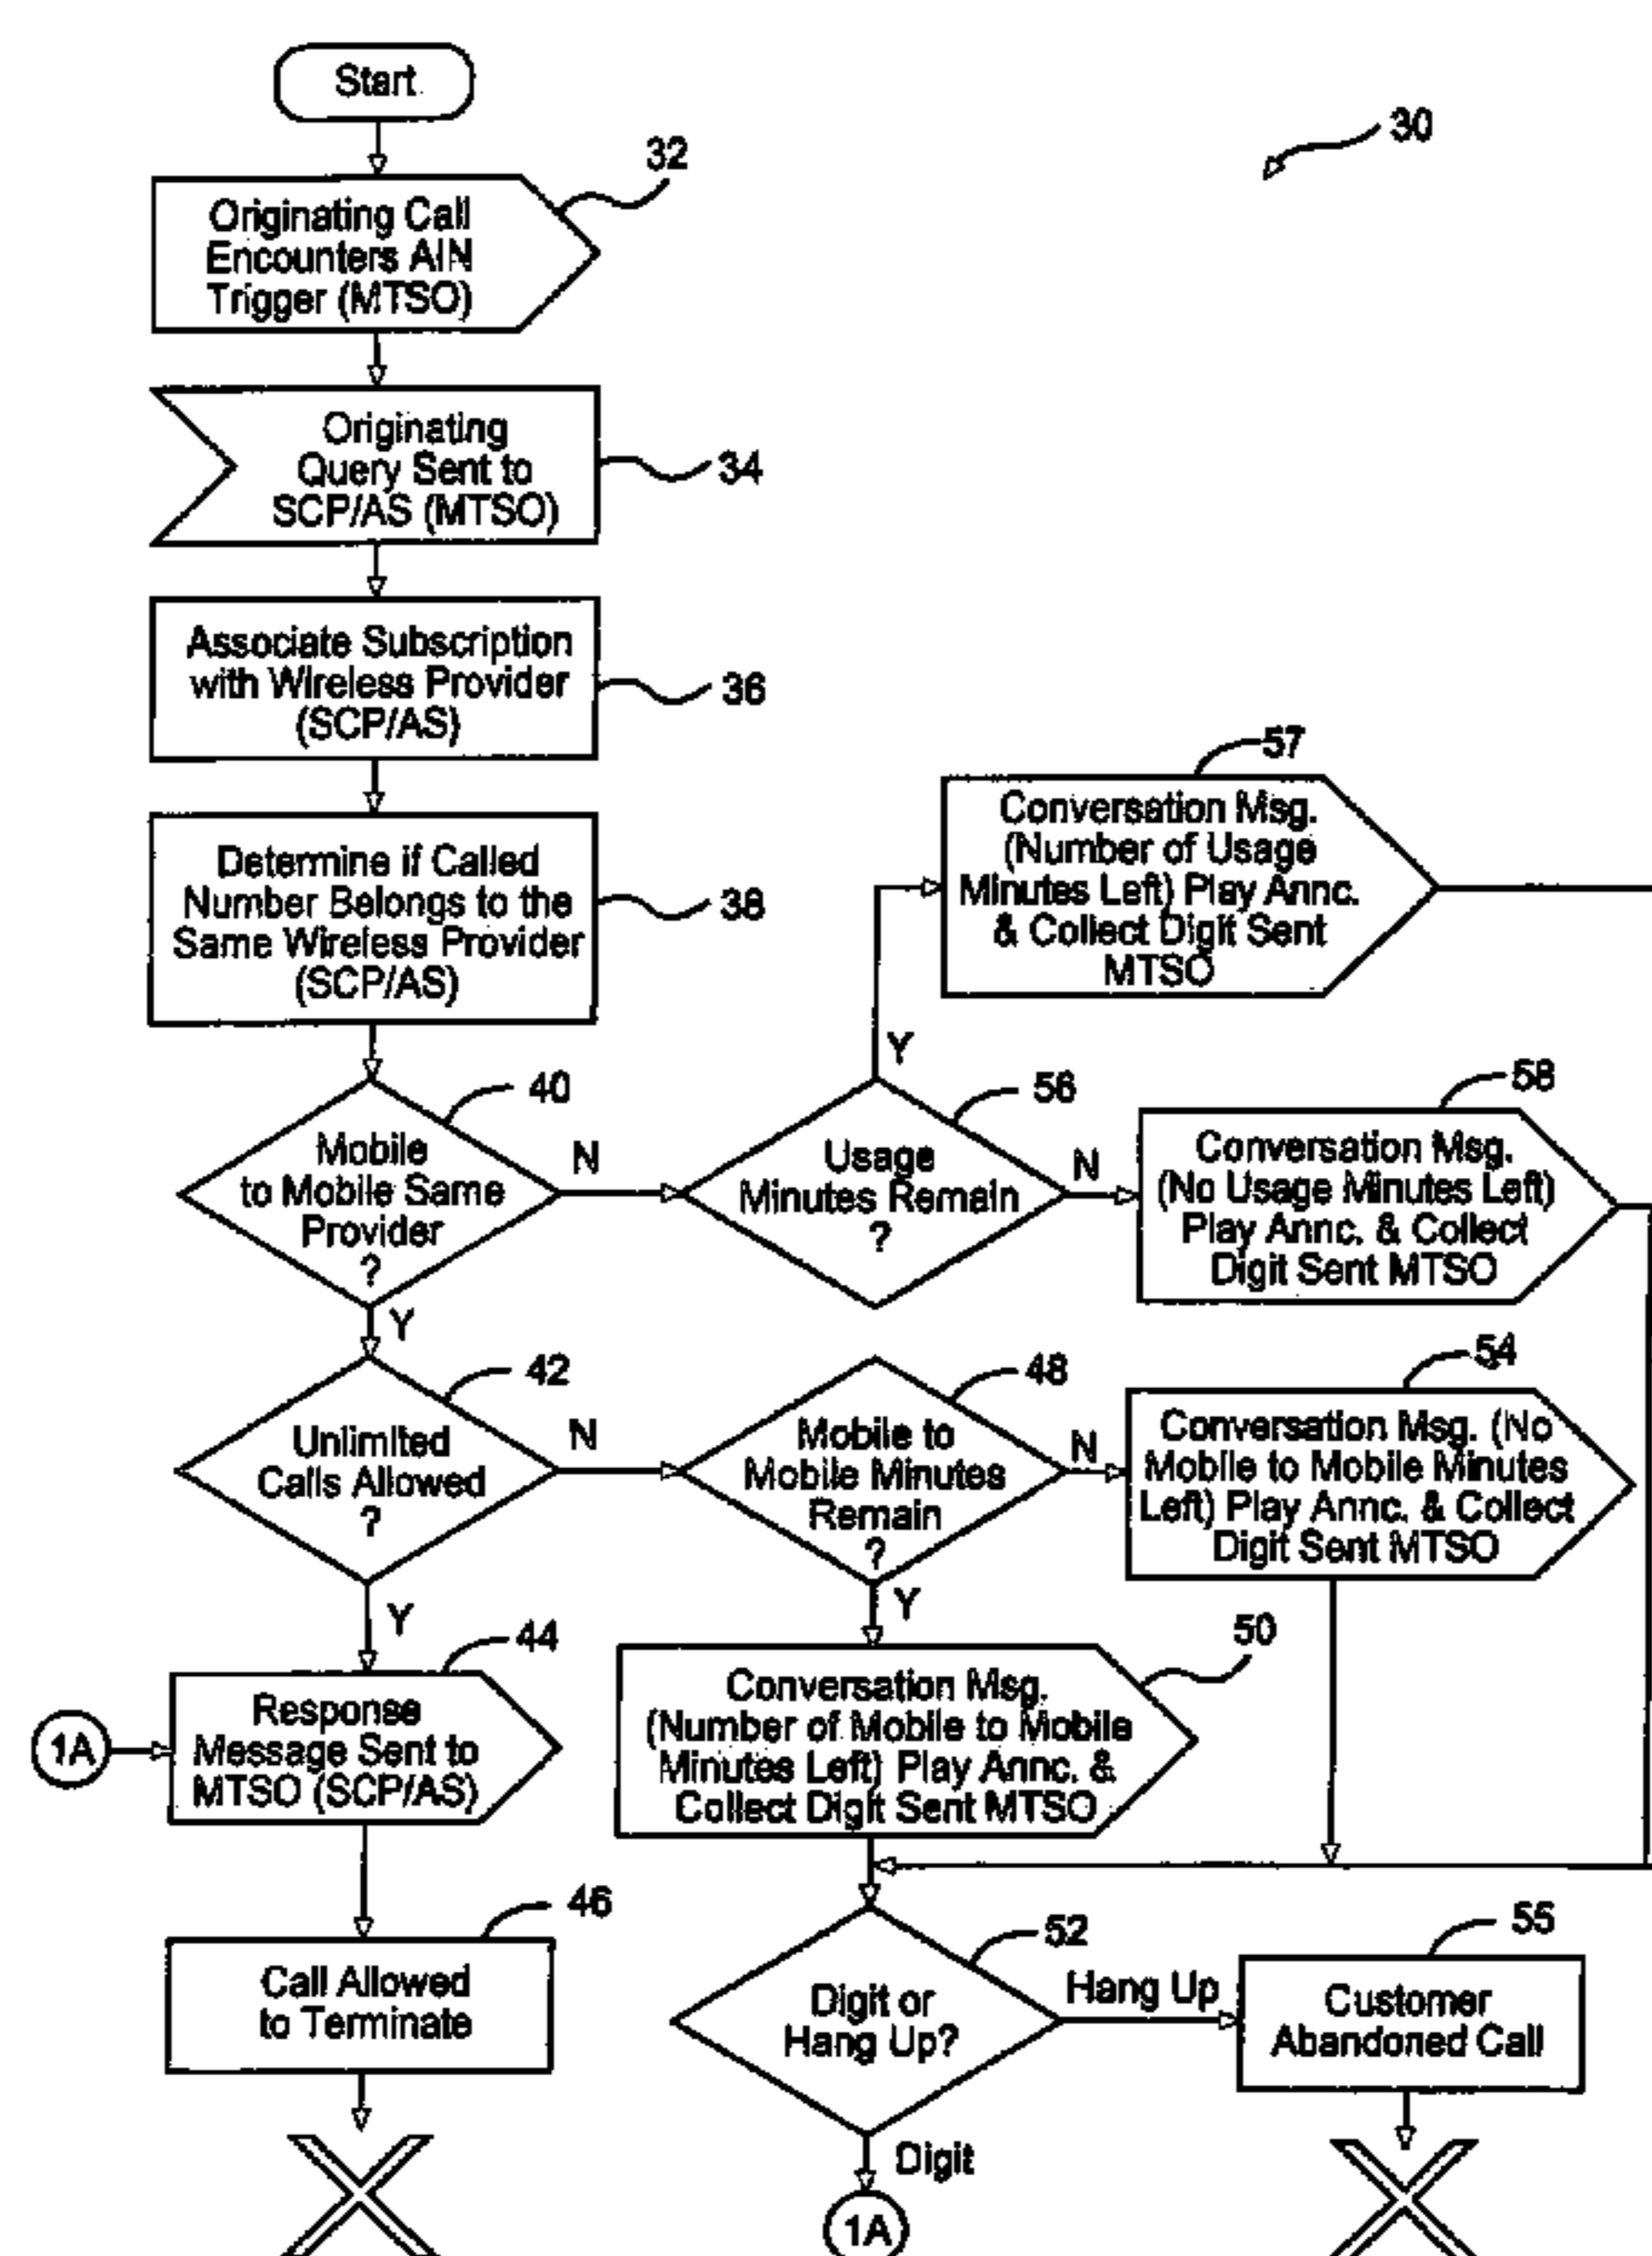 Start
30
32
Originating Call
Encounters AIN
Trigger (MTSO)
Originating
Query Sent to
SCP/AS (MTSO)
34
Associate Subscription
with Wireless Provider
(SCP/AS)
36
57
Conversation Msg.
(Number of Usage
Minutes Left) Play Annc.
& Collect Digit Sent
MTSO
Determine if Called
Number Belongs to the
Same Wireless Provider
(SCP/AS)
38
Y
40
Mobile
to Mobile Same
Provider
?
N
56
Usage
Minutes Remain
?
N
58
Conversation Msg.
(No Usage Minutes Left)
Play Annc. & Collect
Digit Sent MTSO
Y
42
Unlimited
Calls Allowed
?
N
48
Mobile to
Mobile Minutes
Remain
?
N
54
Conversation Msg. (No
Mobile to Mobile Minutes
Left) Play Annc. & Collect
Digit Sent MTSO
Y
Y
44
1A
Response
Message Sent to
MTSO (SCP/AS)
50
Conversation Msg.
(Number of Mobile to Mobile
Minutes Left) Play Annc. &
Collect Digit Sent MTSO
46
Call Allowed
to Terminate
52
Digit or
Hang Up?
Hang Up
55
Customer
Abandoned Call
Digit
1A